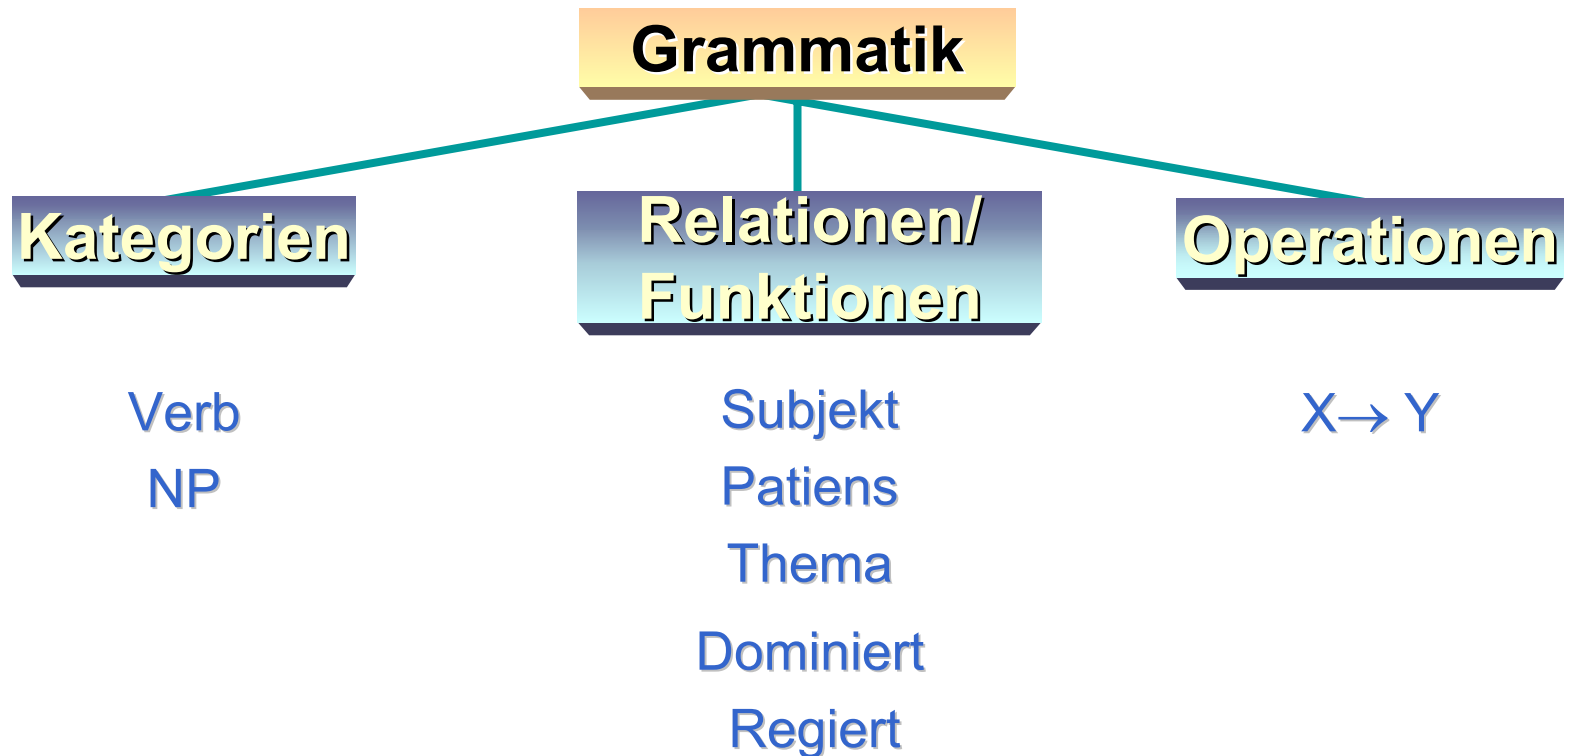 Grammatik
Kategorien
Relationen/
Funktionen
Operationen
Verb
NP
Subjekt
Patiens
Thema
Dominiert
Regiert
X→ Y